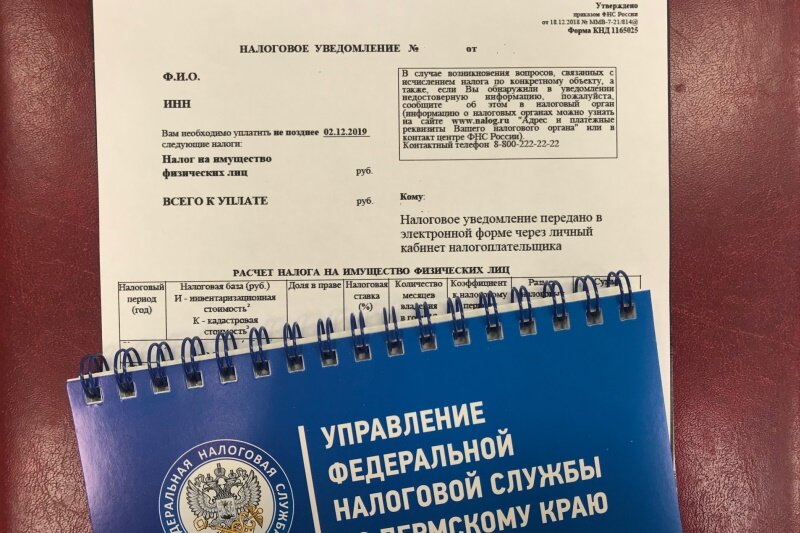 Утверждено
приказом ФНС России
от 18.12.2018 № ММВ-7-21/814@
Форма КНД 1165025
НАЛОГОВОЕ УВЕДОМЛЕНИЕ № от
Ф.И.О.
ИНН
Вам необходимо уплатить не позднее 02.12.2019
следующие налоги:
Налог на имущество
физических лиц руб.
ВСЕГО К УПЛАТЕ руб.
В случае возникновения вопросов, связанных с
исчислением налога по конкретному объекту, а
также, если Вы обнаружили в уведомлении
недостоверную информацию, пожалуйста,
сообщите об этом в налоговый орган
(информацию о налоговых органах можно узнать
на сайте www.nalog.ru "Адрес и платежные
реквизиты Вашего налогового органа" или в
контакт центре ФНС России).
Контактный телефон 8-800-222-22-22
Кому:
Налоговое уведомление передано в
электронной форме через личный
кабинет налогоплательщика
РАСЧЕТ НАЛОГА НА ИМУЩЕСТВО ФИЗИЧЕСКИХ ЛИЦ
Налоговый
период
(год)
Налоговая база (руб.)
И - инвентаризационная
стоимость²
К - кадастровая
стоимость²
Доля в праве
Налоговая
ставка
(%)
Количество
месяцев
владения
Коэффициент
к налоговому
УПРАВЛЕНИЕ
ФЕДЕРАЛЬНОЙ
НАЛОГОВОЙ СЛУЖБЫ
ПЕРМСКОМУ КРАЮ
ФЕДЕРАЛЬНАЯ НАЛОГОВАЯ СЛУЖБА